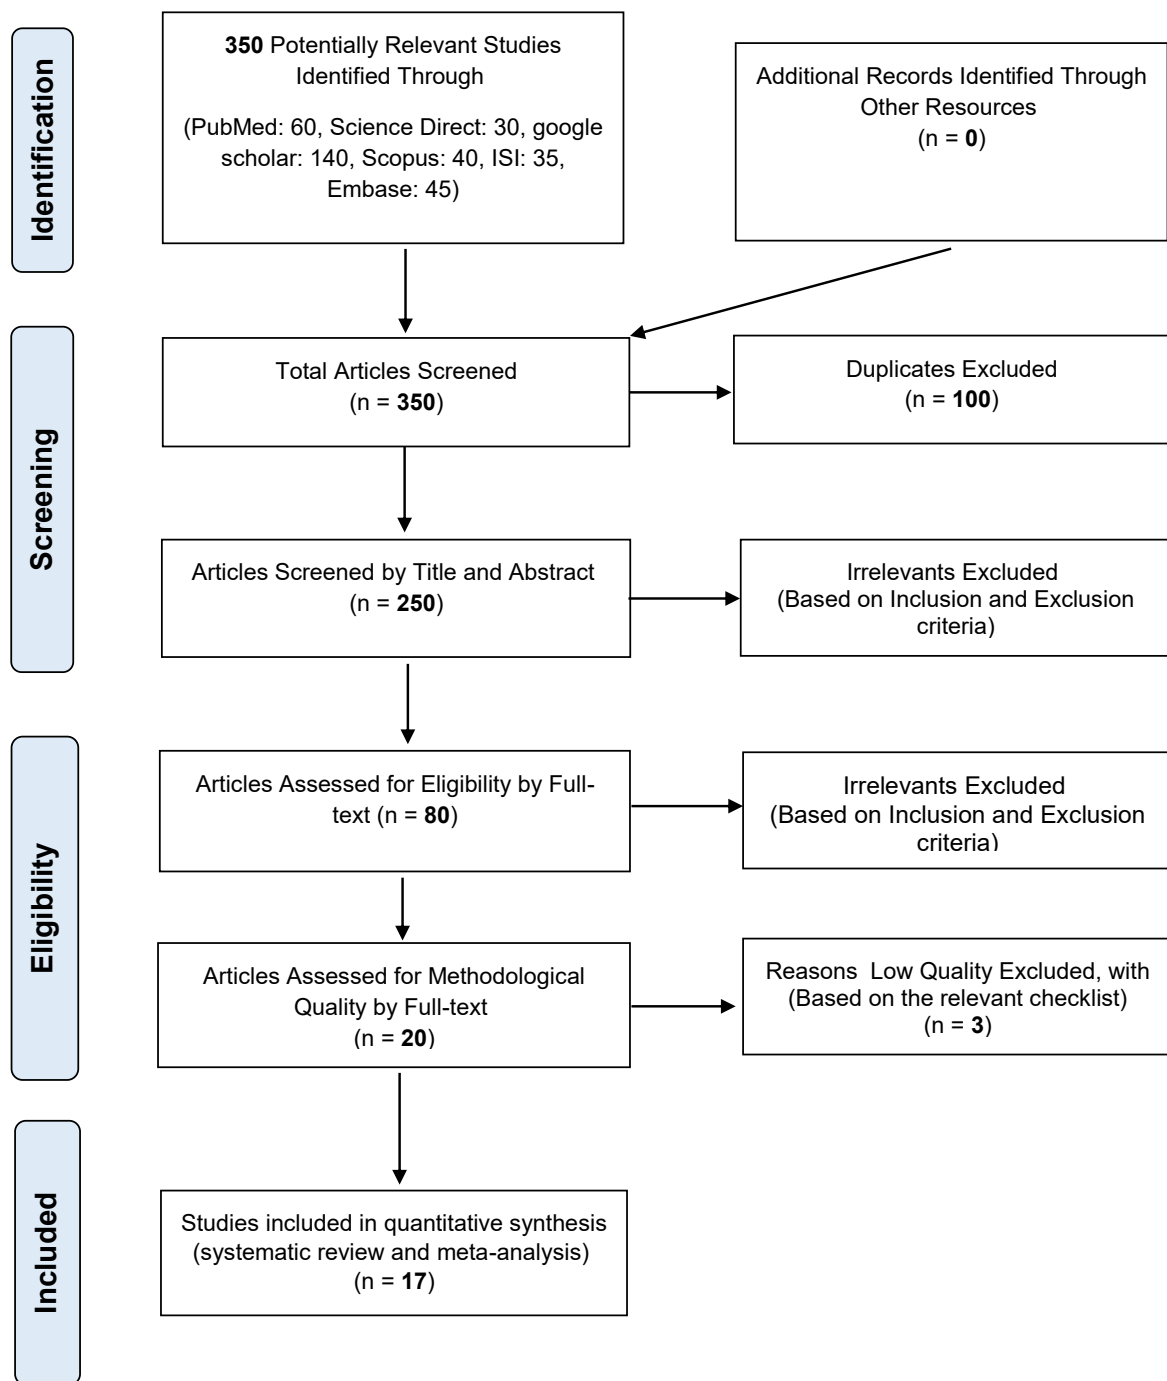 Identification
350 Potentially Relevant Studies
Identified Through
(PubMed: 60, Science Direct: 30, google
scholar: 140, Scopus: 40, ISI: 35,
Embase: 45)
Additional Records Identified Through
Other Resources
(n = 0)
Screening
Total Articles Screened
(n = 350)
Duplicates Excluded
(n = 100)
Articles Screened by Title and Abstract
(n = 250)
Irrelevants Excluded
(Based on Inclusion and Exclusion
criteria)
Eligibility
Articles Assessed for Eligibility by Full-
text (n = 80)
Irrelevants Excluded
(Based on Inclusion and Exclusion
criteria)
Articles Assessed for Methodological
Quality by Full-text
(n = 20)
Reasons  Low Quality Excluded, with
(Based on the relevant checklist)
(n = 3)
Included
Studies included in quantitative synthesis
(systematic review and meta-analysis)
(n = 17)